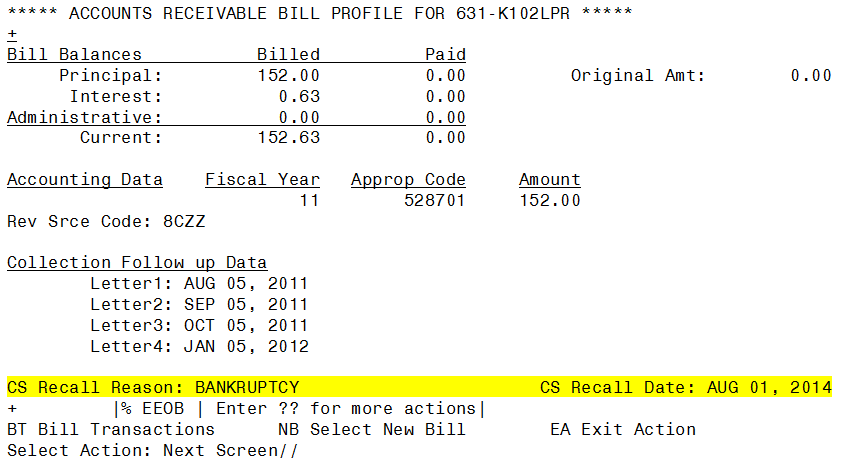 ***** ACCOUNTS RECEIVABLE BILL PROFILE FOR 631-K102LPR *****
+
Bill Balances           Billed          Paid
     Principal:         152.00          0.00          Original Amt:        0.00
      Interest:           0.63          0.00
Administrative:           0.00          0.00
       Current:         152.63          0.00
Accounting Data    Fiscal Year   Approp Code     Amount
                            11        528701     152.00
Rev Srce Code: 8CZZ
Collection Follow up Data
        Letter1: AUG 05, 2011
        Letter2: SEP 05, 2011
        Letter3: OCT 05, 2011
        Letter4: JAN 05, 2012
CS Recall Reason: BANKRUPTCY                       CS Recall Date: AUG 01, 2014
+         |% EEOB | Enter ?? for more actions|
BT Bill Transactions      NB Select New Bill        EA Exit Action
Select Action: Next Screen//